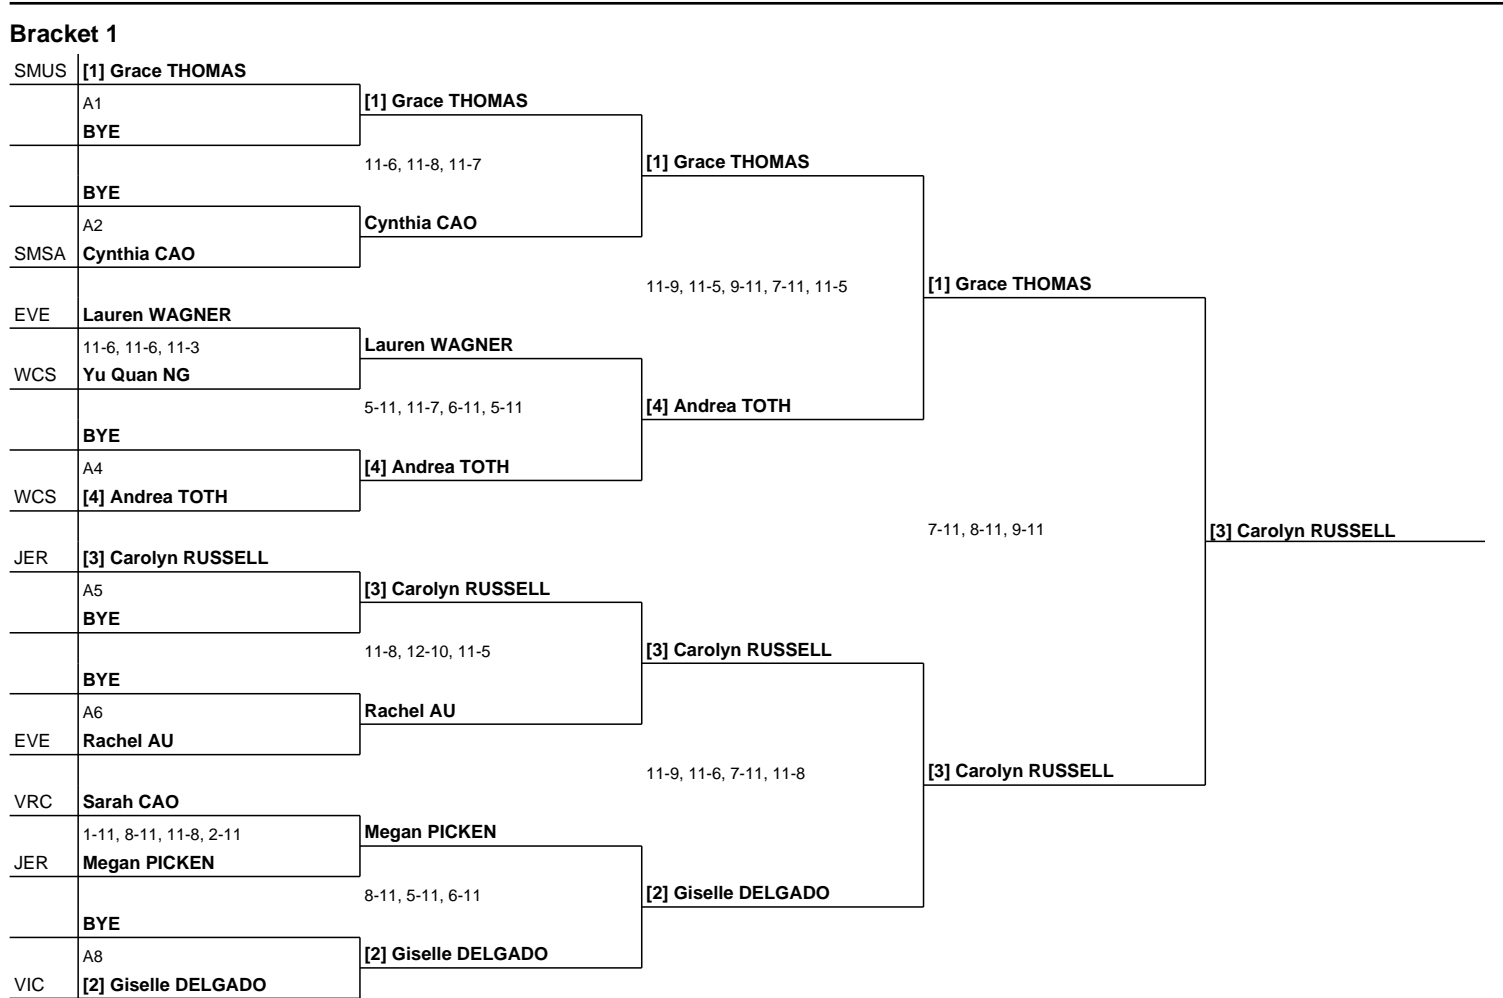 Bracket 1
SMUS [1] Grace THOMAS
A1 [1] Grace THOMAS
BYE
11-6, 11-8, 11-7 [1] Grace THOMAS
BYE
A2 Cynthia CAO
SMSA Cynthia CAO
11-9, 11-5, 9-11, 7-11, 11-5 [1] Grace THOMAS
EVE Lauren WAGNER
11-6, 11-6, 11-3 Lauren WAGNER
WCS Yu Quan NG
5-11, 11-7, 6-11, 5-11 [4] Andrea TOTH
BYE
A4 [4] Andrea TOTH
WCS [4] Andrea TOTH
7-11, 8-11, 9-11 [3] Carolyn RUSSELL
JER [3] Carolyn RUSSELL
A5 [3] Carolyn RUSSELL
BYE
11-8, 12-10, 11-5 [3] Carolyn RUSSELL
BYE
A6 Rachel AU
EVE Rachel AU
11-9, 11-6, 7-11, 11-8 [3] Carolyn RUSSELL
VRC Sarah CAO
1-11, 8-11, 11-8, 2-11 Megan PICKEN
JER Megan PICKEN
8-11, 5-11, 6-11 [2] Giselle DELGADO
BYE
A8 [2] Giselle DELGADO
VIC [2] Giselle DELGADO